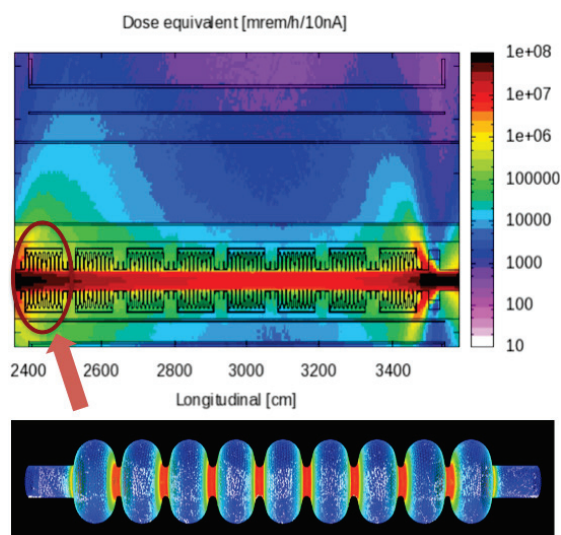 Dose equivalent [mrem/h/10nA]
1e+08
1e+07
1e+06
100000
10000
1000
100
10
2400 2600 2800 3000 3200 3400
Longitudinal [cm]